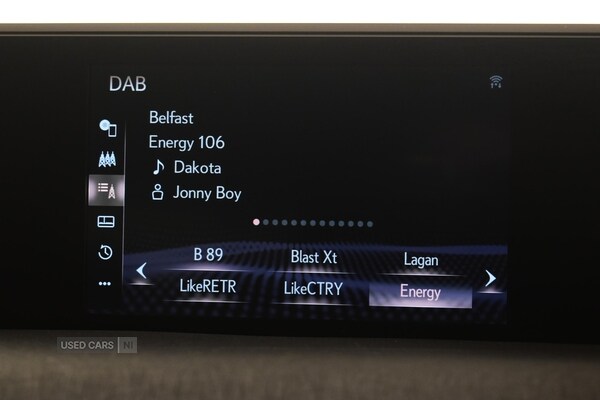 DAB
Belfast
Energy 106
Dakota
Jonny Boy
B 89
Blast Xt
Lagan
LikeRETR
LikeCTRY
Energy
USED CARS NI